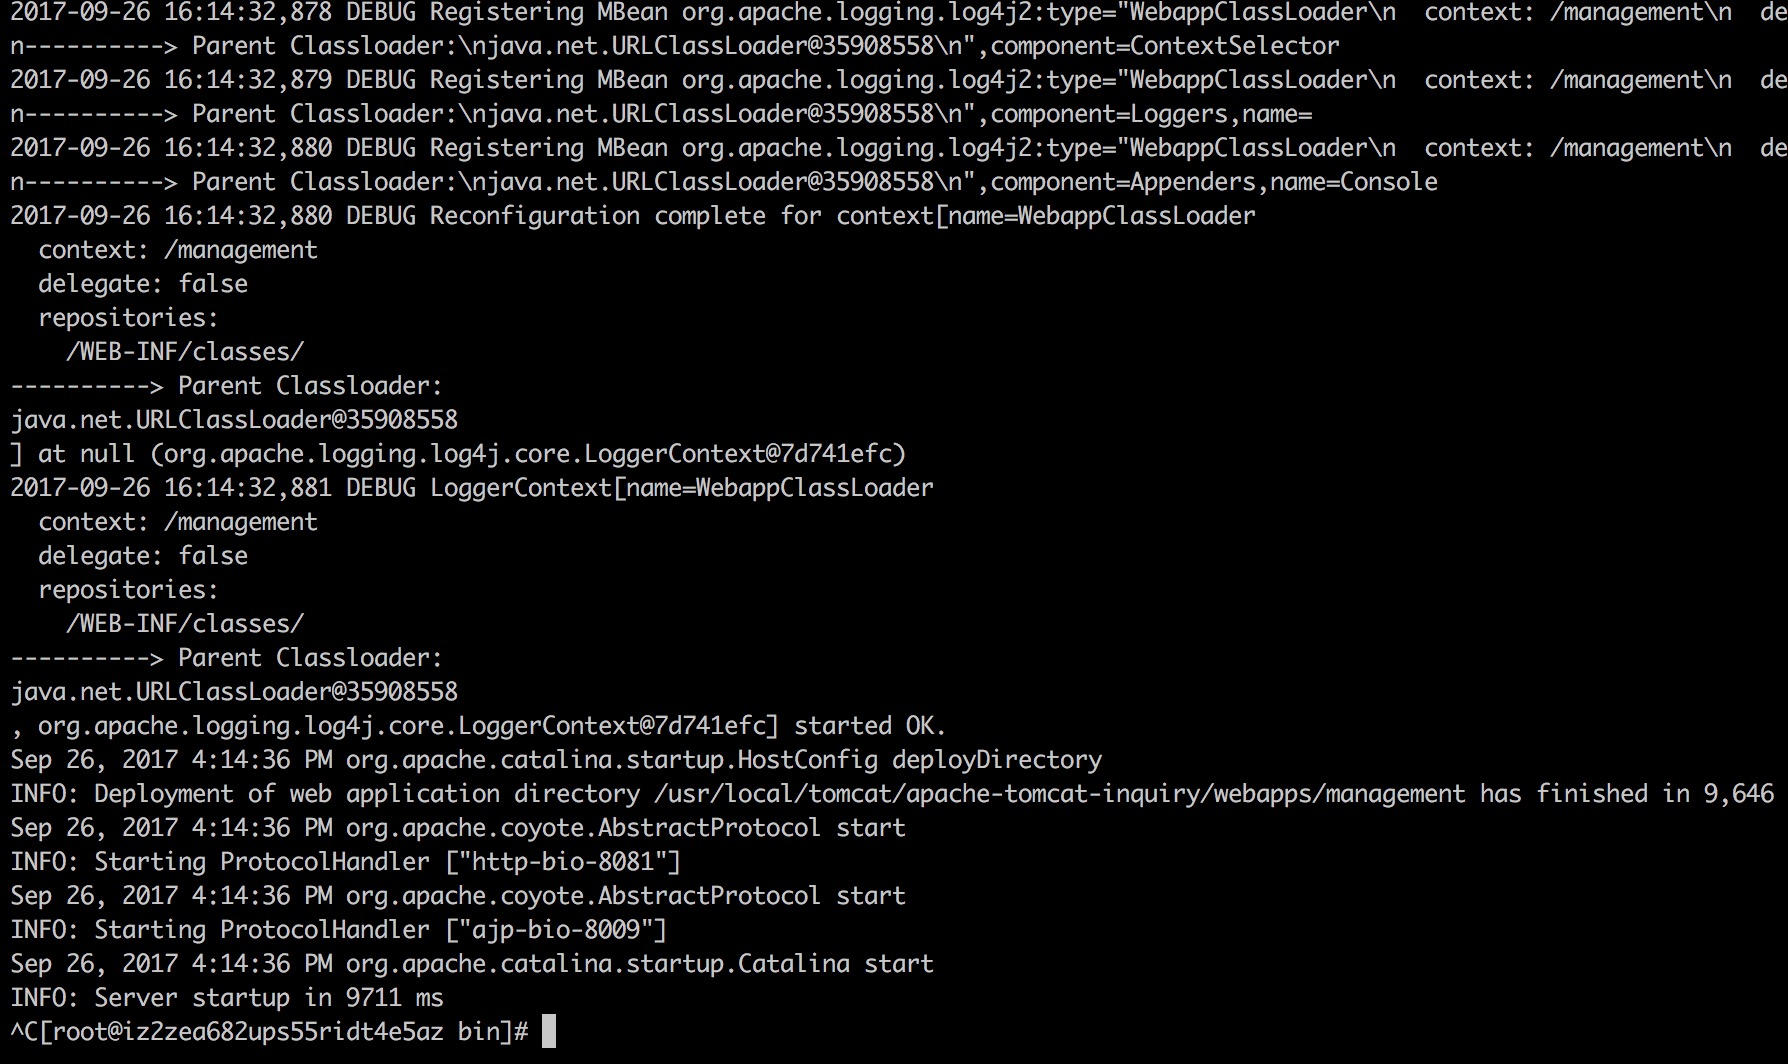 2017-09-26 16:14:32,878 DEBUG Registering MBean org.apache.logging.log4j2:type="WebappClassLoader\n  context: /management\n  de
n----------> Parent Classloader:\njava.net.URLClassLoader@35908558\n",component=ContextSelector
2017-09-26 16:14:32,879 DEBUG Registering MBean org.apache.logging.log4j2:type="WebappClassLoader\n  context: /management\n  de
n----------> Parent Classloader:\njava.net.URLClassLoader@35908558\n",component=Loggers,name=
2017-09-26 16:14:32,880 DEBUG Registering MBean org.apache.logging.log4j2:type="WebappClassLoader\n  context: /management\n  de
n----------> Parent Classloader:\njava.net.URLClassLoader@35908558\n",component=Appenders,name=Console
2017-09-26 16:14:32,880 DEBUG Reconfiguration complete for context[name=WebappClassLoader
  context: /management
  delegate: false
  repositories:
    /WEB-INF/classes/
----------> Parent Classloader:
java.net.URLClassLoader@35908558
] at null (org.apache.logging.log4j.core.LoggerContext@7d741efc)
2017-09-26 16:14:32,881 DEBUG LoggerContext[name=WebappClassLoader
  context: /management
  delegate: false
  repositories:
    /WEB-INF/classes/
----------> Parent Classloader:
java.net.URLClassLoader@35908558
, org.apache.logging.log4j.core.LoggerContext@7d741efc] started OK.
Sep 26, 2017 4:14:36 PM org.apache.catalina.startup.HostConfig deployDirectory
INFO: Deployment of web application directory /usr/local/tomcat/apache-tomcat-inquiry/webapps/management has finished in 9,646
Sep 26, 2017 4:14:36 PM org.apache.coyote.AbstractProtocol start
INFO: Starting ProtocolHandler ["http-bio-8081"]
Sep 26, 2017 4:14:36 PM org.apache.coyote.AbstractProtocol start
INFO: Starting ProtocolHandler ["ajp-bio-8009"]
Sep 26, 2017 4:14:36 PM org.apache.catalina.startup.Catalina start
INFO: Server startup in 9711 ms
^C[root@iz2zea682ups55ridt4e5az bin]#